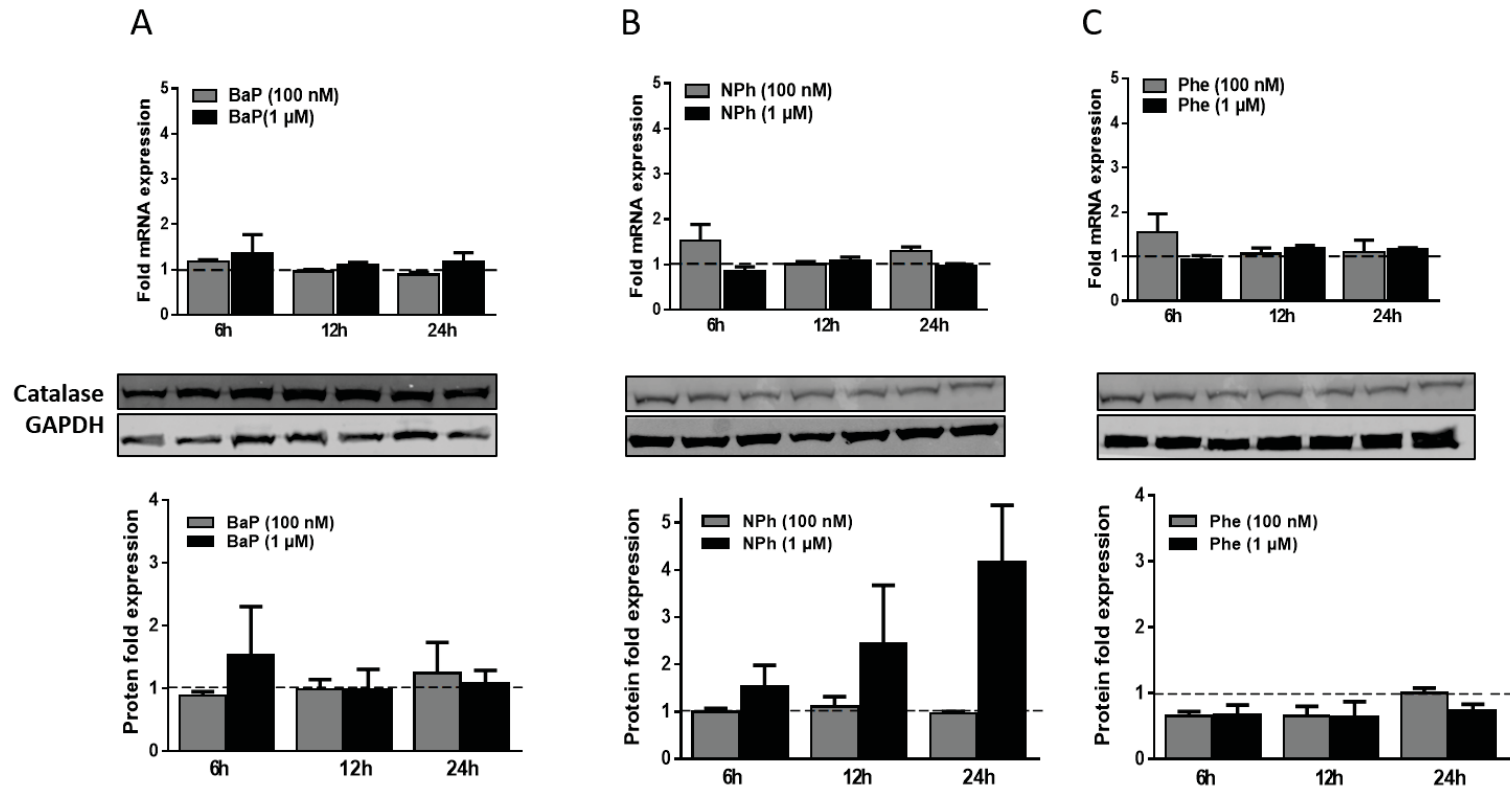 A
B
C
Fold mRNA expression
5
4
3
2
1
0
BaP (100 nM)
BaP(1 µM)
6h
12h
24h
Fold mRNA expression
5
4
3
2
1
0
NPh (100 nM)
NPh (1 µM)
6h
12h
24h
Fold mRNA expression
5
4
3
2
1
0
Phe (100 nM)
Phe (1 µM)
6h
12h
24h
Catalase
GAPDH
Proten fold expression
4
3
2
1
0
BaP (100 nM)
BaP (1 µM)
6h
12h
24h
Protein fold expression
5
4
3
2
1
0
NPh (100 nM)
NPh (1 µM)
6h
12h
24h
Protein fold expression
4
3
2
1
0
Phe (100 nM)
Phe (1 µM)
6h
12h
24h